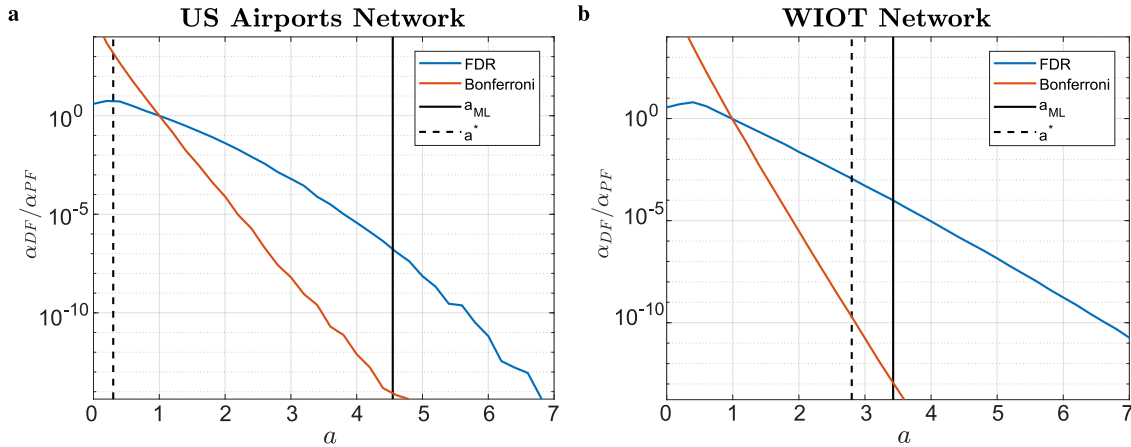 a
US Airports Network
FDR
Bonferroni
a_ML
a*
10^0
10^-5
10^-10
α_DF/α_PF
0 1 2 3 4 5 6 7
a
b
WIOT Network
FDR
Bonferroni
a_ML
a*
10^0
10^-5
10^-10
α_DF/α_PF
0 1 2 3 4 5 6 7
a